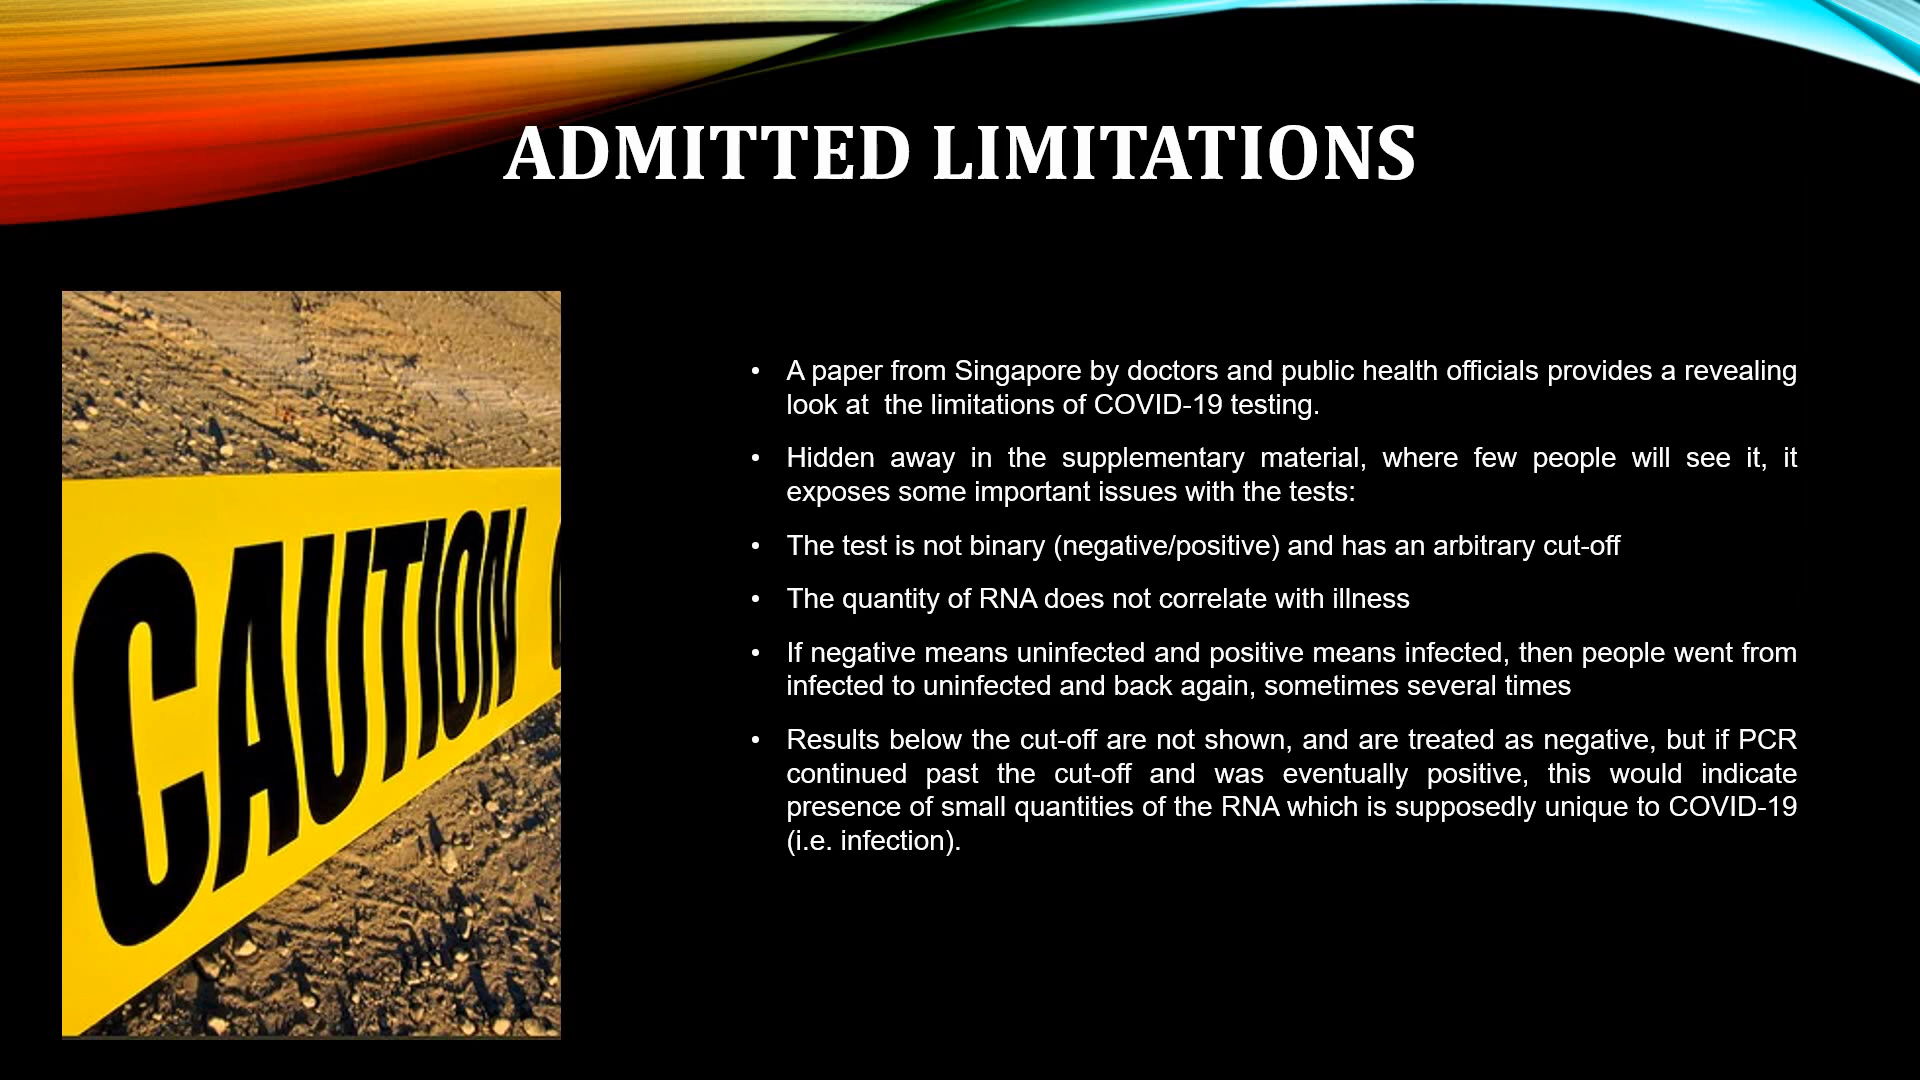 ADMITTED LIMITATIONS
CAUTION
• A paper from Singapore by doctors and public health officials provides a revealing
look at  the limitations of COVID-19 testing.
• Hidden away in the supplementary material, where few people will see it, it
exposes some important issues with the tests:
• The test is not binary (negative/positive) and has an arbitrary cut-off
• The quantity of RNA does not correlate with illness
• If negative means uninfected and positive means infected, then people went from
infected to uninfected and back again, sometimes several times
• Results below the cut-off are not shown, and are treated as negative, but if PCR
continued past the cut-off and was eventually positive, this would indicate
presence of small quantities of the RNA which is supposedly unique to COVID-19
(i.e. infection).